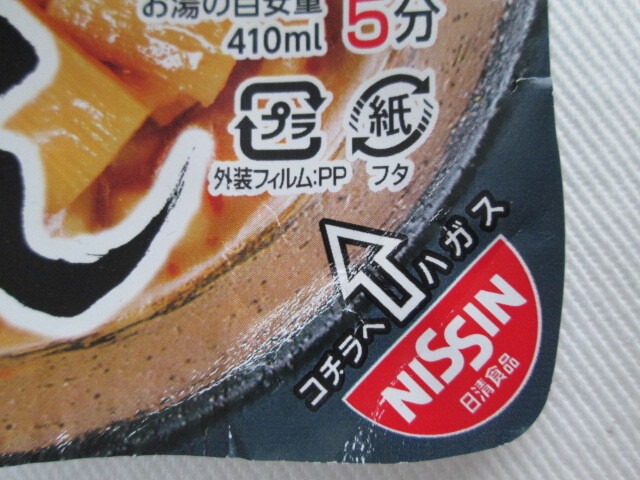 お湯の目安量
410ml
5分
プラ
紙
外装フィルム:PP
フタ
コチラへハガス
NISSIN
日清食品